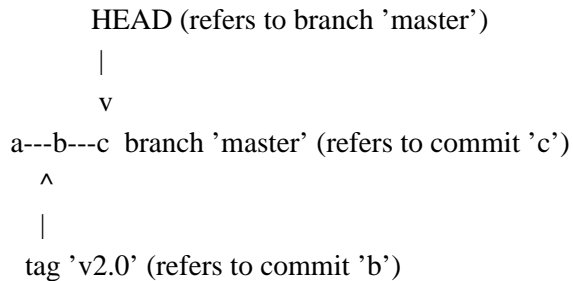 HEAD (refers to branch ’master’)
|
v
a---b---c branch ’master’ (refers to commit ’c’)
^
|
tag ’v2.0’ (refers to commit ’b’)